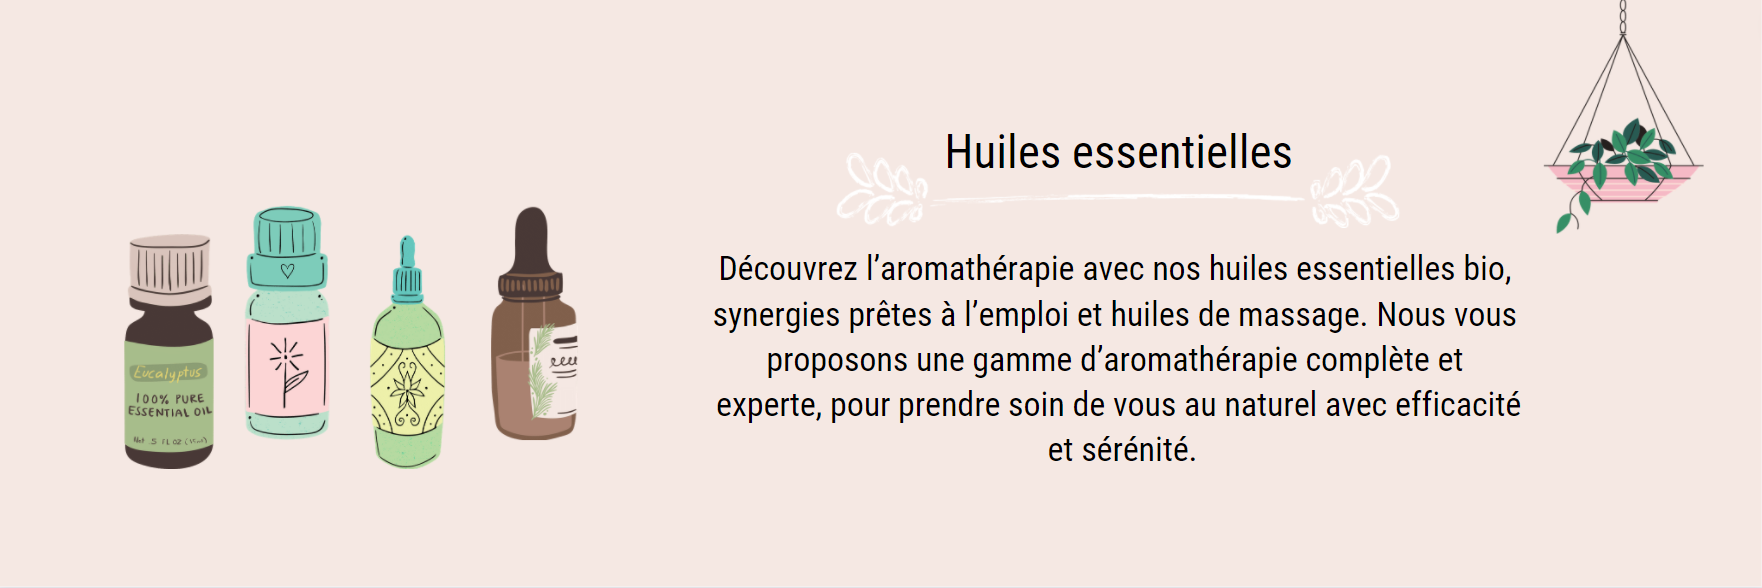 Huiles essentielles
Découvrez l’aromathérapie avec nos huiles essentielles bio,
synergies prêtes à l’emploi et huiles de massage. Nous vous
proposons une gamme d’aromathérapie complète et
experte, pour prendre soin de vous au naturel avec efficacité
et sérénité.
Eucalyptus
100% PURE
ESSENTIAL OIL
Net .5 FL OZ